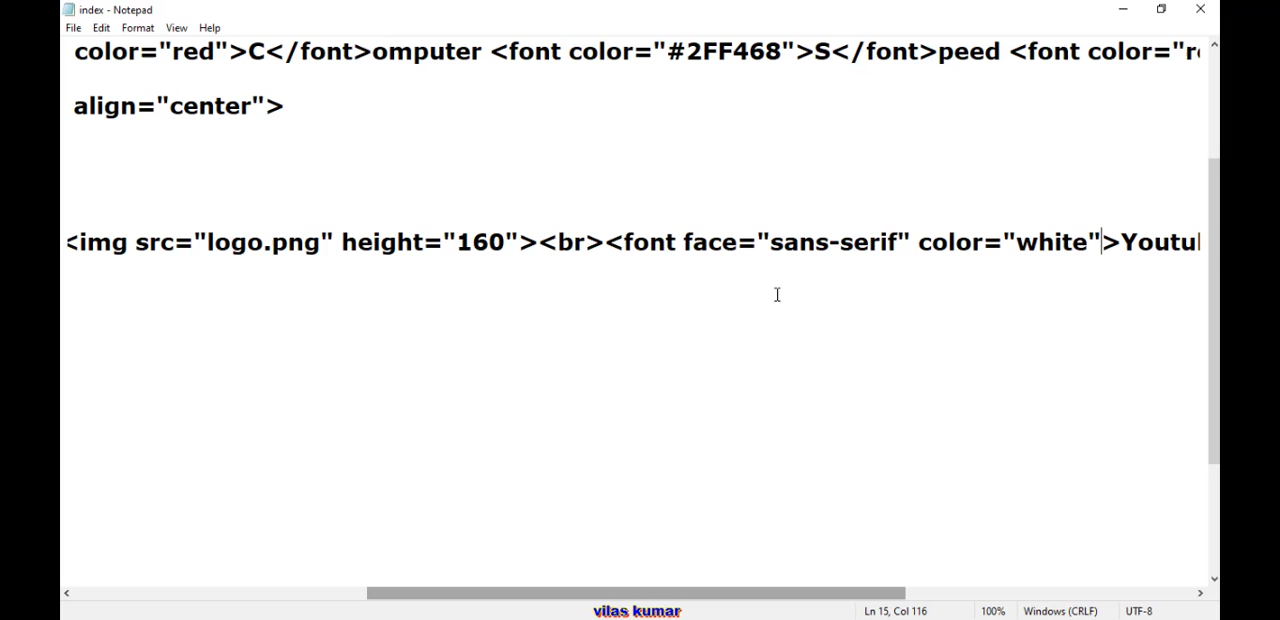 index - Notepad
File Edit Format View Help
color="red">C</font>omputer <font color="#2FF468">S</font>peed <font color="r
align="center">
<img src="logo.png" height="160"><br><font face="sans-serif" color="white">Youtu
Ln 15, Col 116 100% Windows (CRLF) UTF-8
vilas kumar